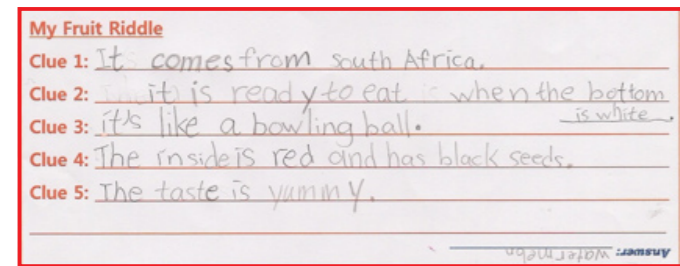 My Fruit Riddle
Clue 1: It comes from south Africa.
Clue 2: it is ready to eat when the bottom
is white.
Clue 3: it's like a bowling ball.
Clue 4: The inside is red and has black seeds.
Clue 5: The taste is yummy.
Answer: watermelon